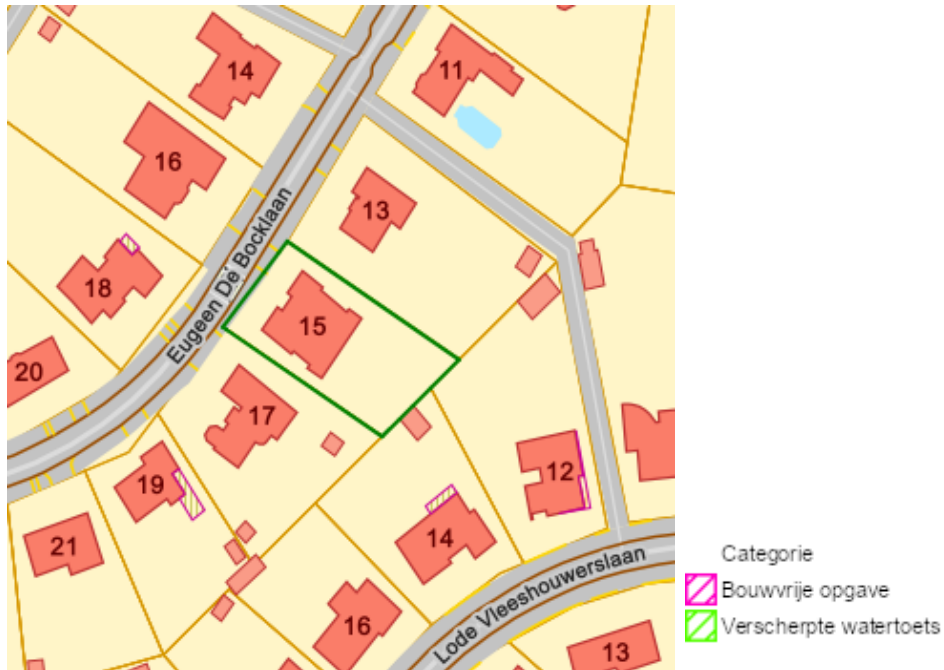 14
11
16
13
18
Eugeen De Bocklaan
15
20
17
19
12
21
14
16
Lode Vleeshouwerslaan
13
Categorie
Bouwvrije opgave
Verscherpte watertoets